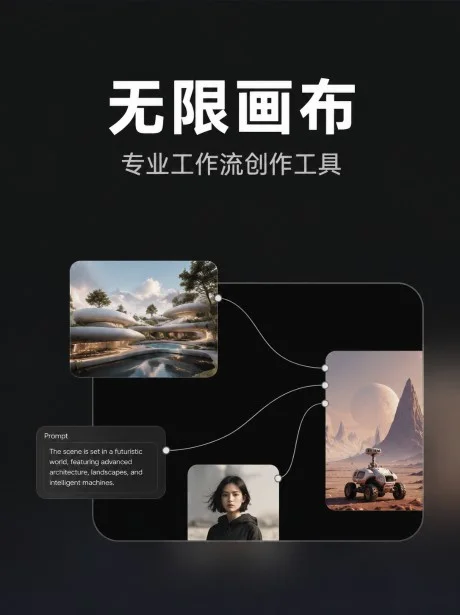 无限画布
专业工作流创作工具
Prompt
The scene is set in a futuristic
world, featuring advanced
architecture, landscapes, and
intelligent machines.